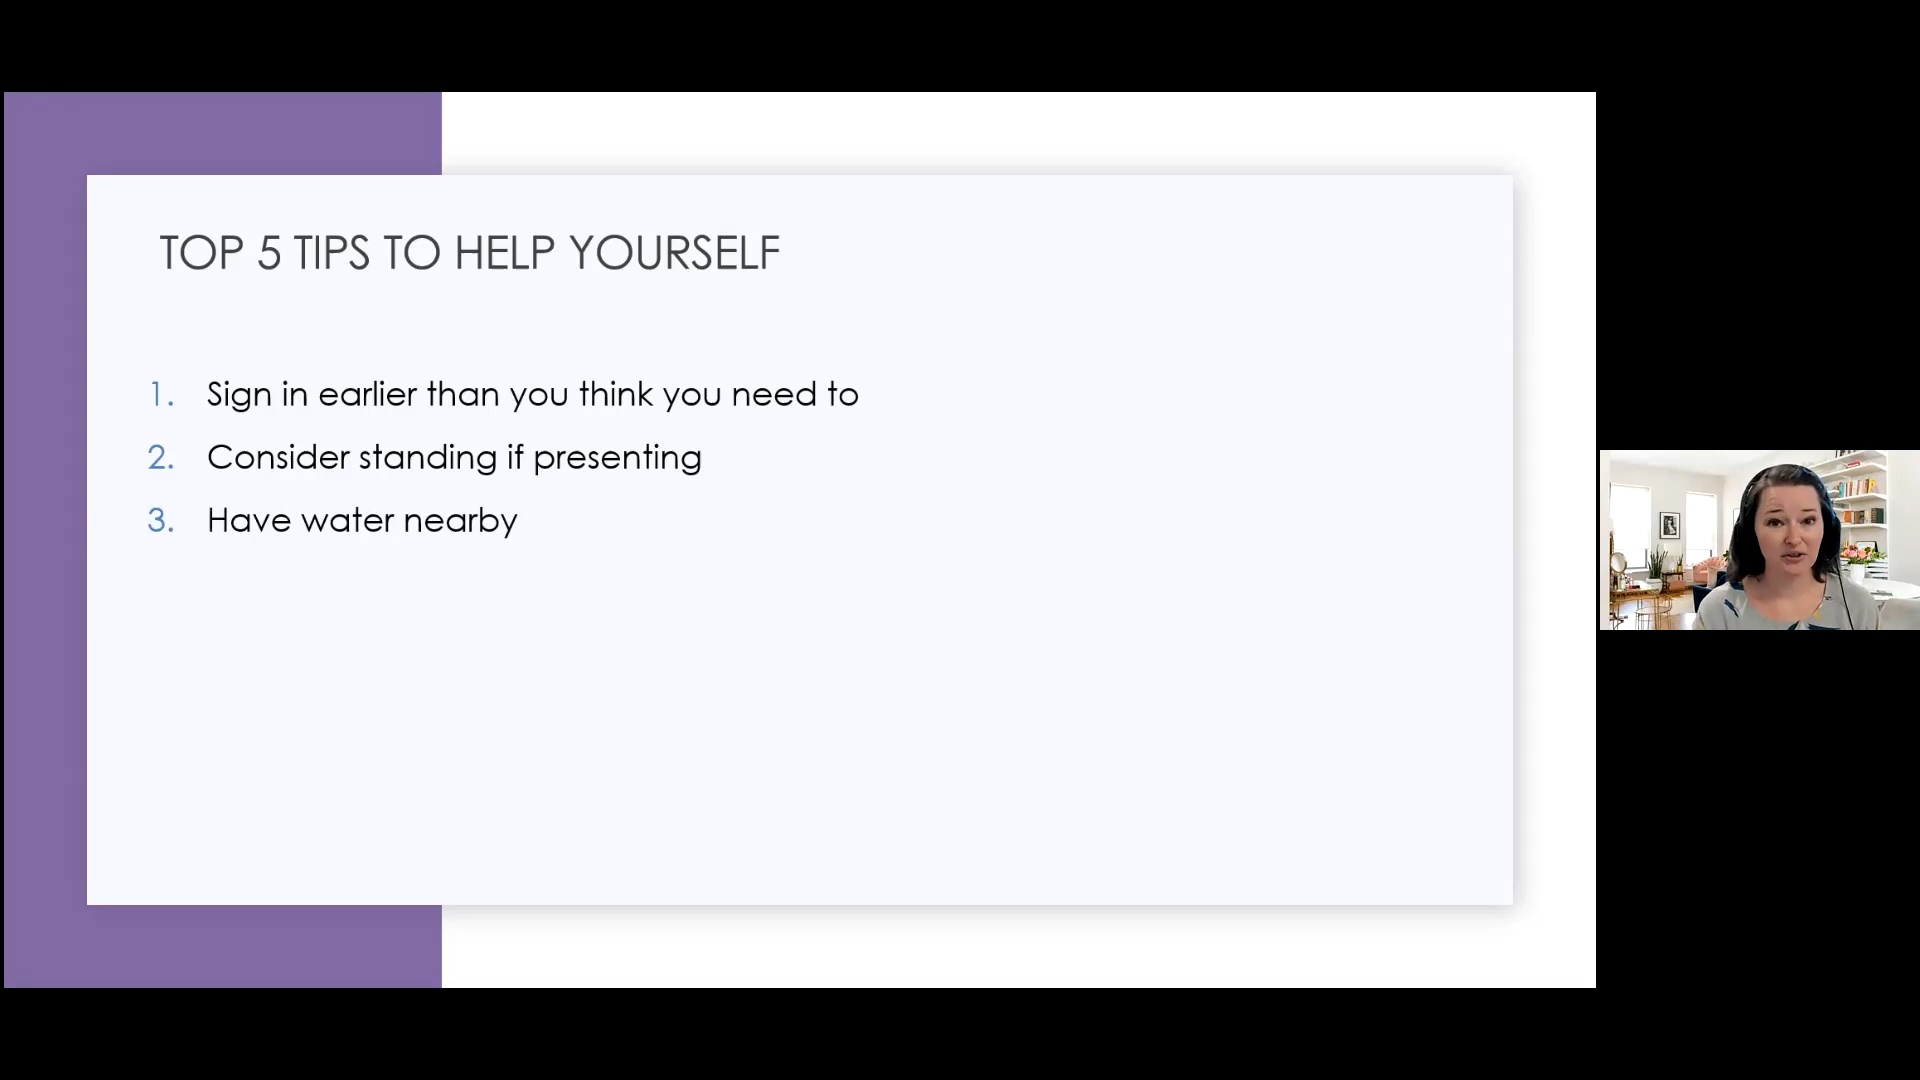 TOP 5 TIPS TO HELP YOURSELF
1. Sign in earlier than you think you need to
2. Consider standing if presenting
3. Have water nearby